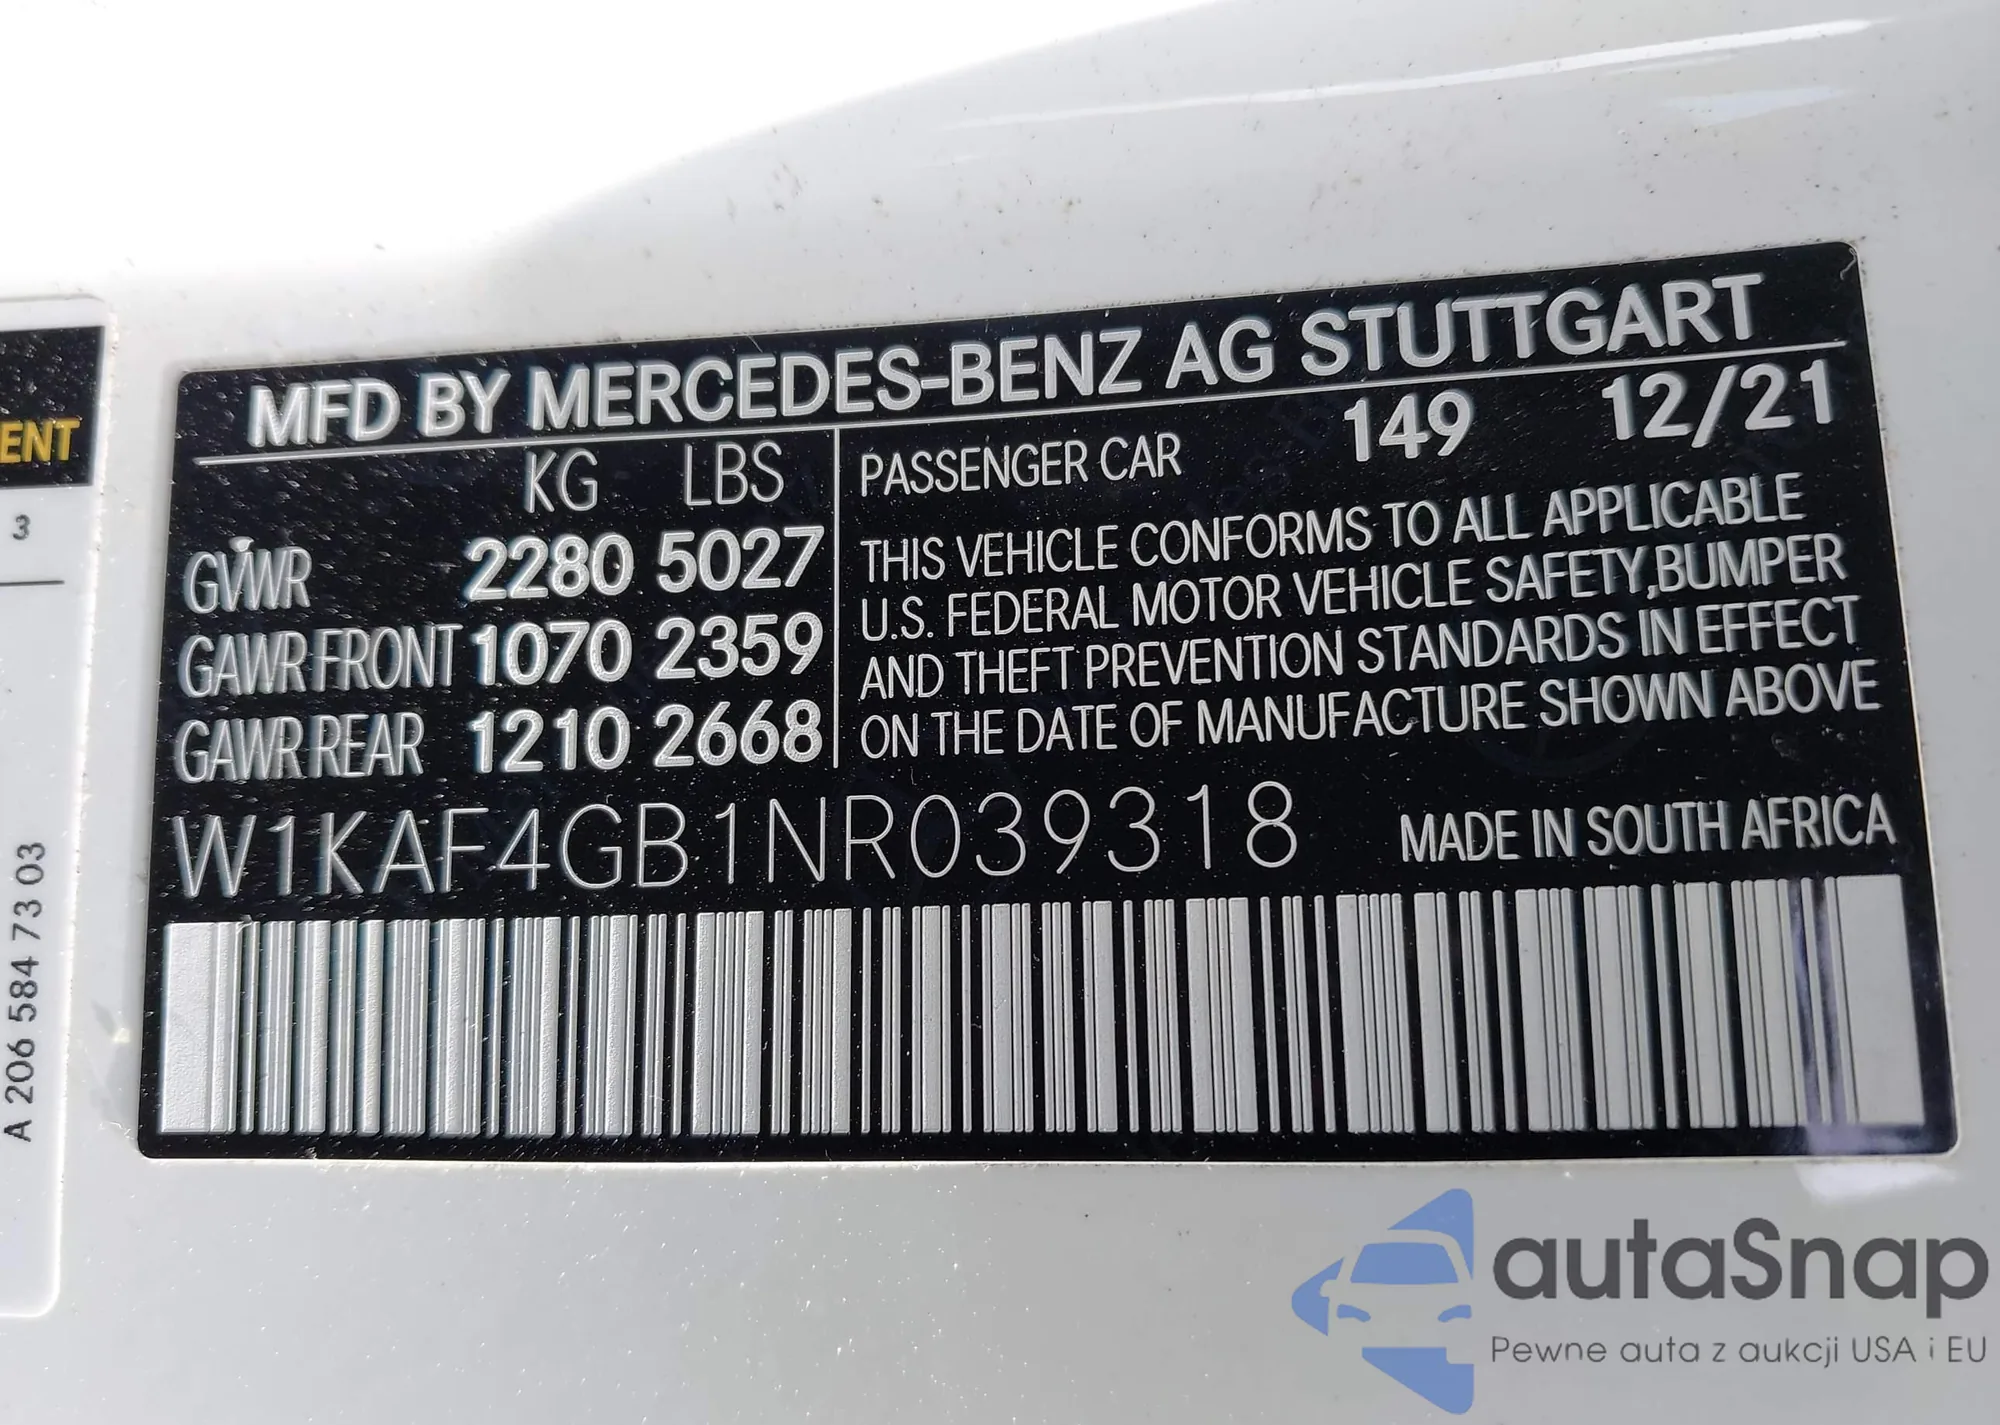 MFD BY MERCEDES-BENZ AG STUTTGART
KG LBS
GVWR 2280 5027
GAWR FRONT 1070 2359
GAWR REAR 1210 2668
PASSENGER CAR 149 12/21
THIS VEHICLE CONFORMS TO ALL APPLICABLE
U.S. FEDERAL MOTOR VEHICLE SAFETY,BUMPER
AND THEFT PREVENTION STANDARDS IN EFFECT
ON THE DATE OF MANUFACTURE SHOWN ABOVE
W1KAF4GB1NR039318 MADE IN SOUTH AFRICA
ENT
3
A 206 584 73 03
autaSnap
Pewne auta z aukcji USA i EU